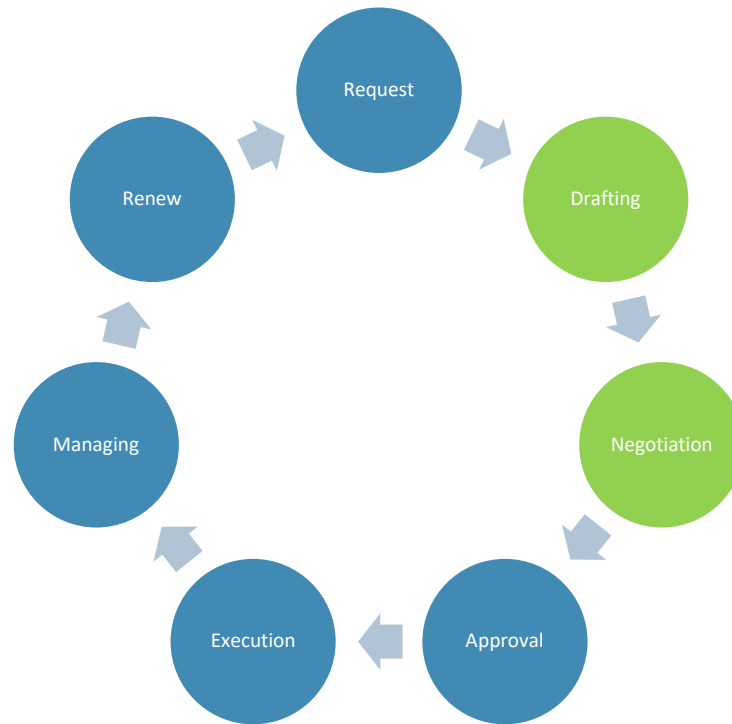 Request
Drafting
Negotiation
Approval
Execution
Managing
Renew